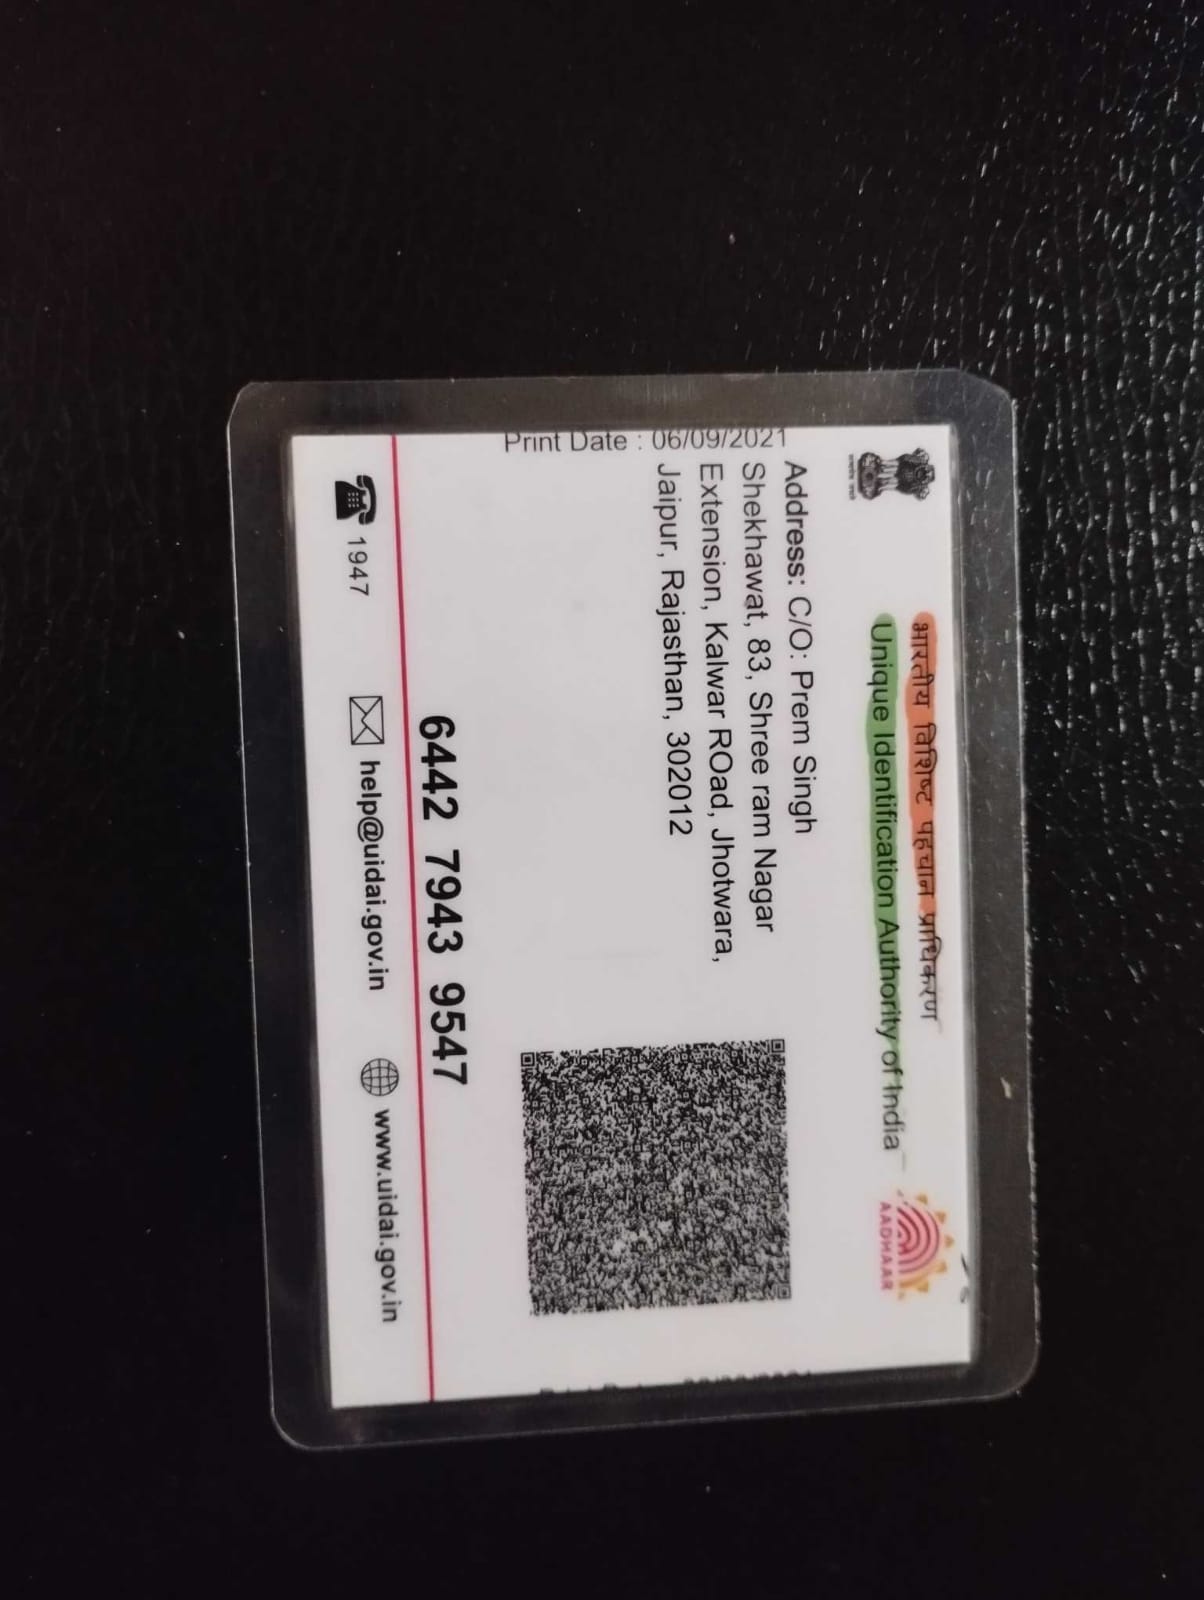 भारतीय विशिष्ट पहचान प्राधिकरण
Unique Identification Authority of India
AADHAAR
Print Date : 06/09/2021
Address: C/O: Prem Singh
Shekhawat, 83, Shree ram Nagar
Extension, Kalwar ROad, Jhotwara,
Jaipur, Rajasthan, 302012
6442 7943 9547
1947
help@uidai.gov.in
www.uidai.gov.in